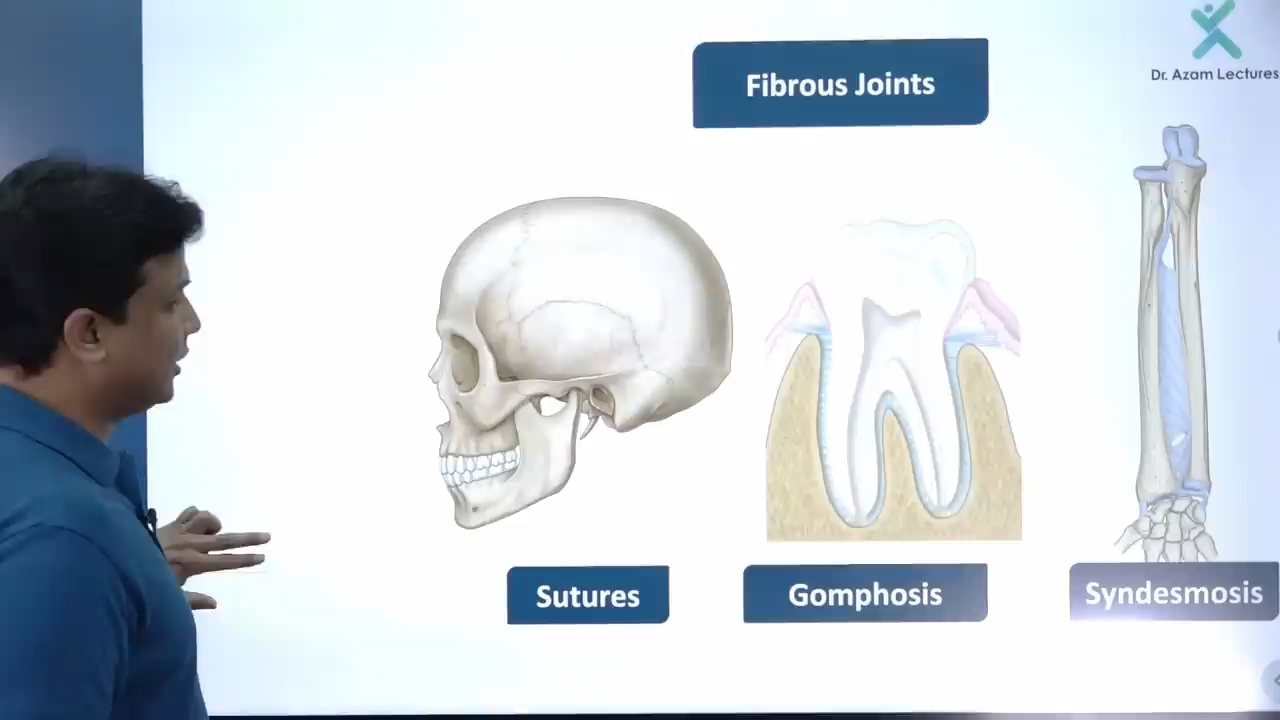 Fibrous Joints
Dr. Azam Lectures
Sutures
Gomphosis
Syndesmosis